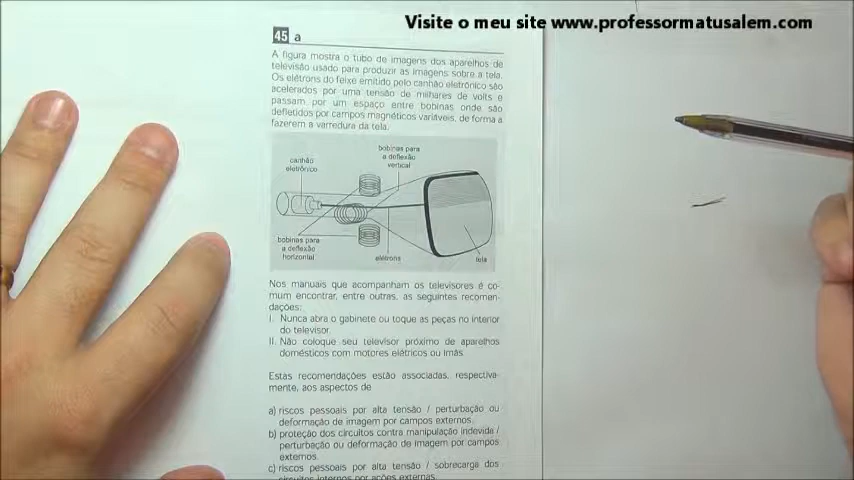 Visite o meu site www.professormatusalem.com
45 a
A figura mostra o tubo de imagens dos aparelhos de
televisão usado para produzir as imagens sobre a tela.
Os elétrons do feixe emitido pelo canhão eletrônico são
acelerados por uma tensão de milhares de volts e
passam por um espaço entre bobinas onde são
defletidos por campos magnéticos variáveis, de forma a
fazerem a varredura da tela.
bobinas para
a deflexão
vertical
canhão
eletrônico
bobinas para
a deflexão
horizontal
elétrons
tela
Nos manuais que acompanham os televisores é co-
mum encontrar, entre outras, as seguintes recomen-
dações:
I. Nunca abra o gabinete ou toque as peças no interior
do televisor.
II. Não coloque seu televisor próximo de aparelhos
domésticos com motores elétricos ou ímãs.
Estas recomendações estão associadas, respectiva-
mente, aos aspectos de
a) riscos pessoais por alta tensão / perturbação ou
deformação de imagem por campos externos.
b) proteção dos circuitos contra manipulação indevida /
perturbação ou deformação de imagem por campos
externos.
c) riscos pessoais por alta tensão / sobrecarga dos
circuitos internos por ações externas.